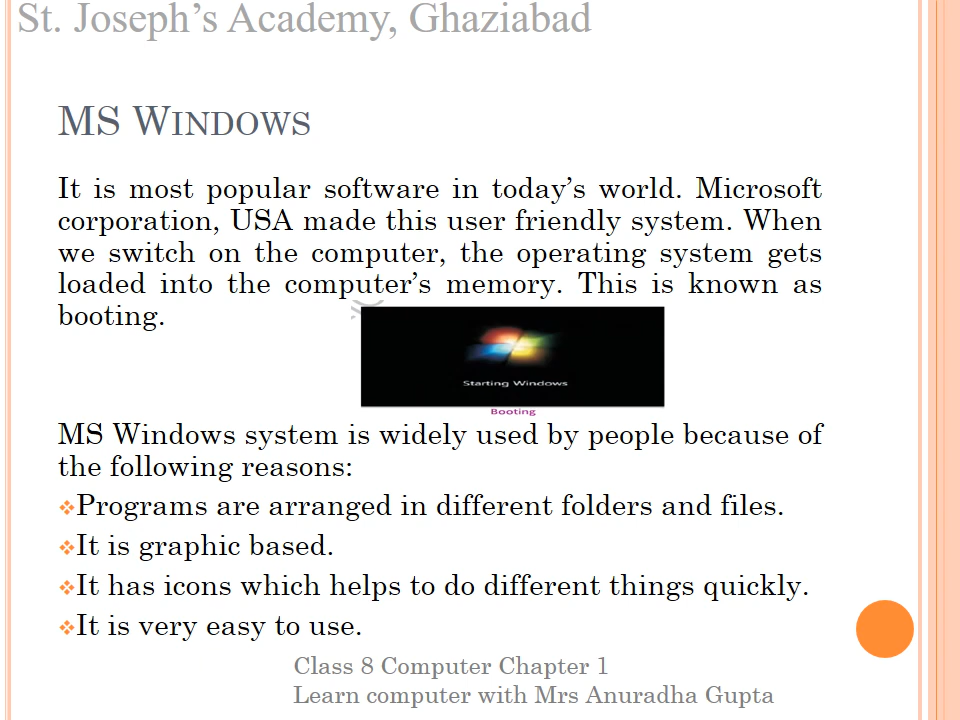 St. Joseph's Academy, Ghaziabad
MS WINDOWS
It is most popular software in today's world. Microsoft
corporation, USA made this user friendly system. When
we switch on the computer, the operating system gets
loaded into the computer's memory. This is known as
booting.
Starting Windows
Booting
MS Windows system is widely used by people because of
the following reasons:
❖Programs are arranged in different folders and files.
❖It is graphic based.
❖It has icons which helps to do different things quickly.
❖It is very easy to use.
Class 8 Computer Chapter 1
Learn computer with Mrs Anuradha Gupta